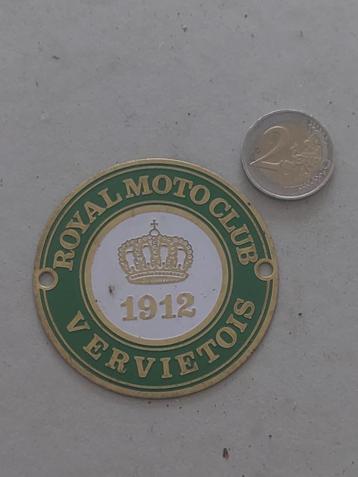 ROYAL MOTO CLUB
1912
VERVIETOIS
2